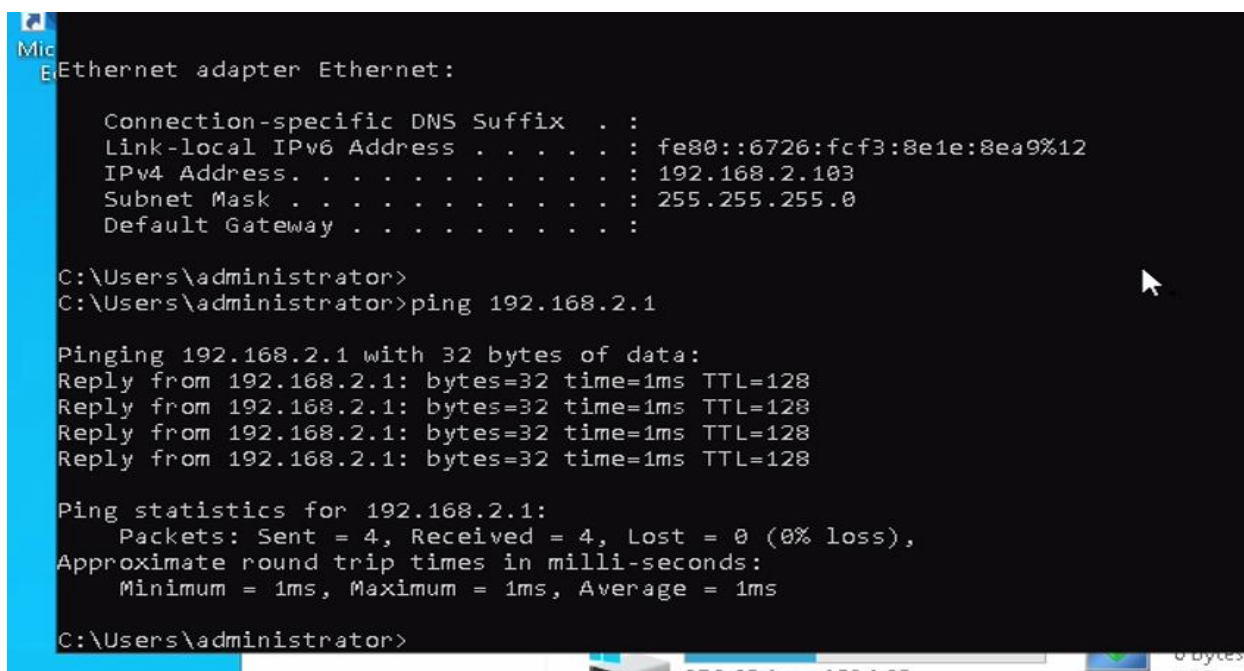 Mic
E
Ethernet adapter Ethernet:
Connection-specific DNS Suffix . :
Link-local IPv6 Address . . . . . : fe80::6726:fcf3:8e1e:8ea9%12
IPv4 Address. . . . . . . . . . . : 192.168.2.103
Subnet Mask . . . . . . . . . . . : 255.255.255.0
Default Gateway . . . . . . . . . :
C:\Users\administrator>
C:\Users\administrator>ping 192.168.2.1
Pinging 192.168.2.1 with 32 bytes of data:
Reply from 192.168.2.1: bytes=32 time=1ms TTL=128
Reply from 192.168.2.1: bytes=32 time=1ms TTL=128
Reply from 192.168.2.1: bytes=32 time=1ms TTL=128
Reply from 192.168.2.1: bytes=32 time=1ms TTL=128
Ping statistics for 192.168.2.1:
Packets: Sent = 4, Received = 4, Lost = 0 (0% loss),
Approximate round trip times in milli-seconds:
Minimum = 1ms, Maximum = 1ms, Average = 1ms
C:\Users\administrator>
0 bytes